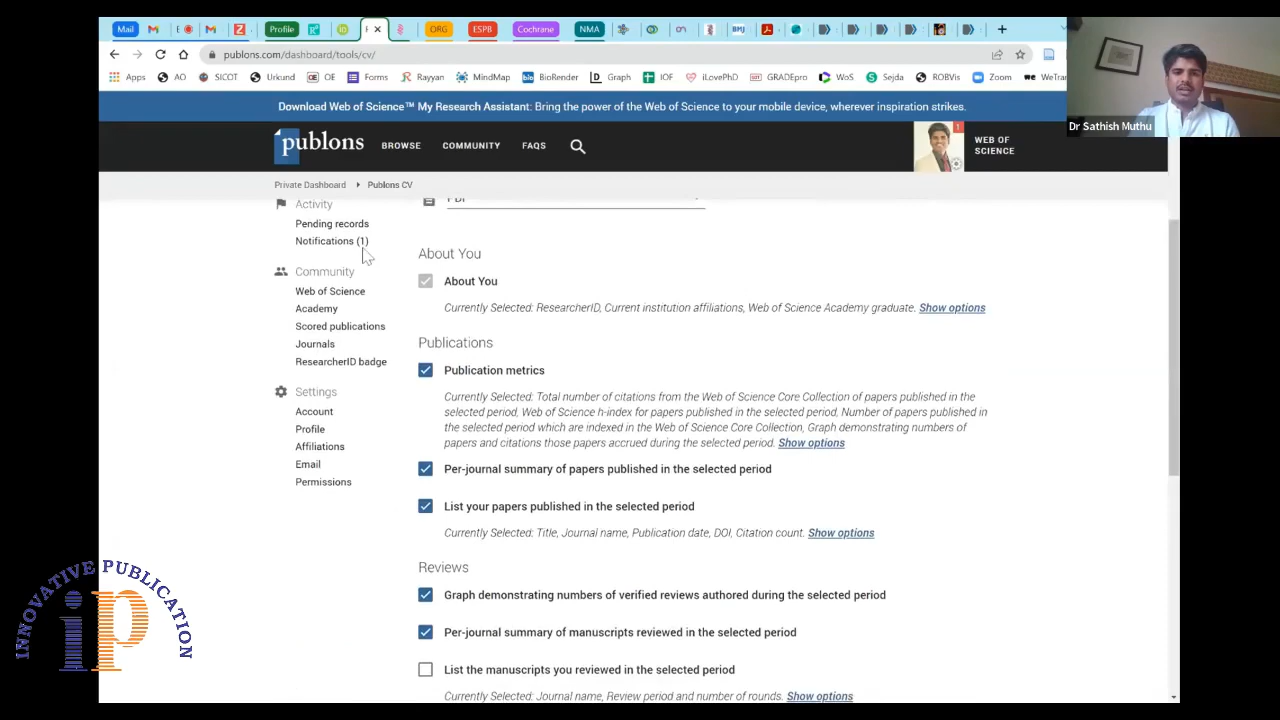 Mail
Profile
ORG
ESPB
Cochrane
NMA
BMJ
publons.com/dashboard/tools/cv/
Apps
AO
SICOT
Urkund
OE
Forms
Rayyan
MindMap
BioRender
Graph
IOF
iLovePhD
GRADEpro
WoS
Sejda
ROBVis
Zoom
WeTra
Dr Sathish Muthu
Download Web of Science™ My Research Assistant: Bring the power of the Web of Science to your mobile device, wherever inspiration strikes.
publons
BROWSE
COMMUNITY
FAQS
1
WEB OF
SCIENCE
Private Dashboard
Publons CV
Activity
Pending records
Notifications (1)
Community
Web of Science
Academy
Scored publications
Journals
ResearcherID badge
Settings
Account
Profile
Affiliations
Email
Permissions
About You
About You
Currently Selected: ResearcherID, Current institution affiliations, Web of Science Academy graduate. Show options
Publications
Publication metrics
Currently Selected: Total number of citations from the Web of Science Core Collection of papers published in the
selected period, Web of Science h-index for papers published in the selected period, Number of papers published in
the selected period which are indexed in the Web of Science Core Collection, Graph demonstrating numbers of
papers and citations those papers accrued during the selected period. Show options
Per-journal summary of papers published in the selected period
List your papers published in the selected period
Currently Selected: Title, Journal name, Publication date, DOI, Citation count. Show options
Reviews
Graph demonstrating numbers of verified reviews authored during the selected period
Per-journal summary of manuscripts reviewed in the selected period
List the manuscripts you reviewed in the selected period
Currently Selected: Journal name, Review period and number of rounds. Show options
INNOVATIVE PUBLICATION
ip